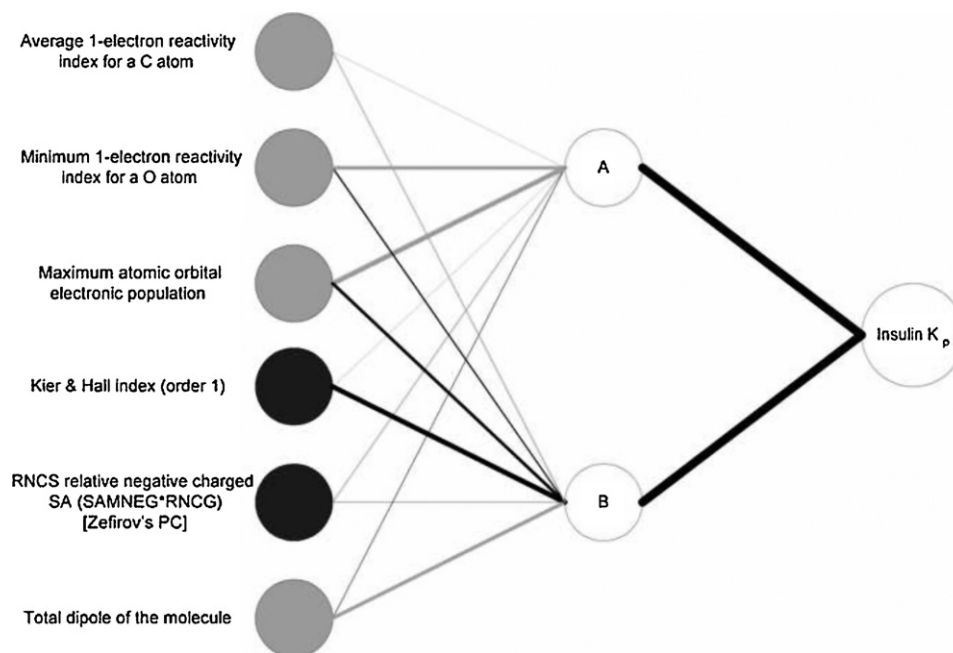 Average 1-electron reactivity
index for a C atom
Minimum 1-electron reactivity
index for a O atom
Maximum atomic orbital
electronic population
Kier & Hall index (order 1)
RNCS relative negative charged
SA (SAMNEG*RNCG)
[Zefirov's PC]
Total dipole of the molecule
A
B
Insulin Kp